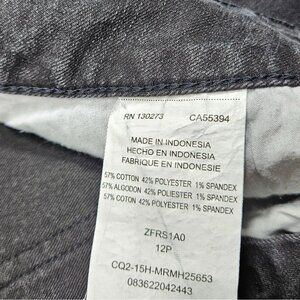 RN 130273 CA55394
MADE IN INDONESIA
HECHO EN INDONESIA
FABRIQUE EN INDONESIE
57% COTTON 42% POLYESTER 1% SPANDEX
57% ALGODON 42% POLIESTER 1% SPANDEX
57% COTON 42% POLYESTER 1% SPANDEX
ZFRS1A0
12P
CQ2-15H-MRMH25653
083622042443